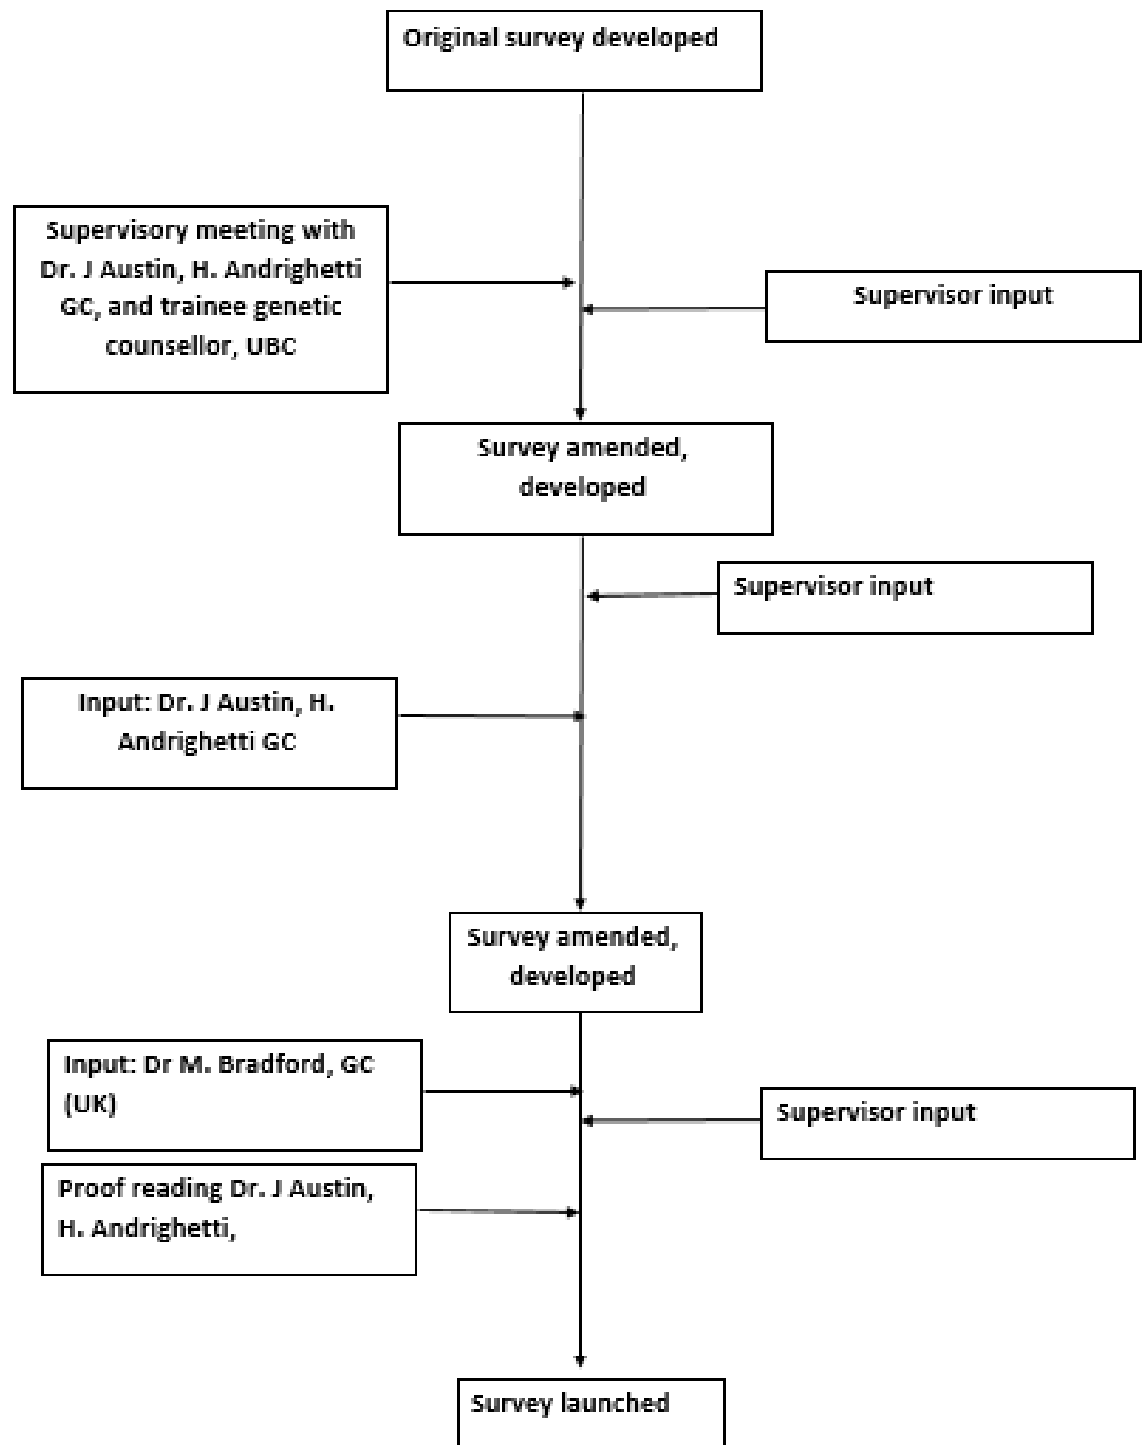 Original survey developed
Supervisory meeting with
Dr. J Austin, H. Andrighetti
GC, and trainee genetic
counsellor, UBC
Supervisor input
Survey amended,
developed
Supervisor input
Input: Dr. J Austin, H.
Andrighetti GC
Survey amended,
developed
Input: Dr M. Bradford, GC
(UK)
Supervisor input
Proof reading Dr. J Austin,
H. Andrighetti,
Survey launched